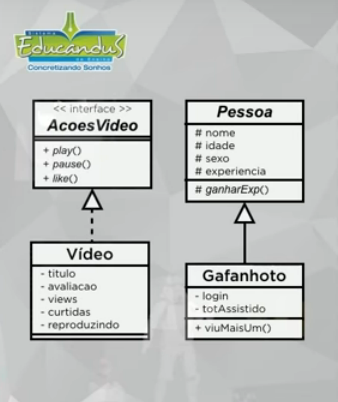 Sistema
EducanduS
de Ensino
Concretizando Sonhos
<< interface >>
AcoesVideo
+ play()
+ pause()
+ like()
Pessoa
# nome
# idade
# sexo
# experiencia
# ganharExp()
Vídeo
- titulo
- avaliacao
- views
- curtidas
- reproduzindo
Gafanhoto
- login
- totAssistido
+ viuMaisUm()